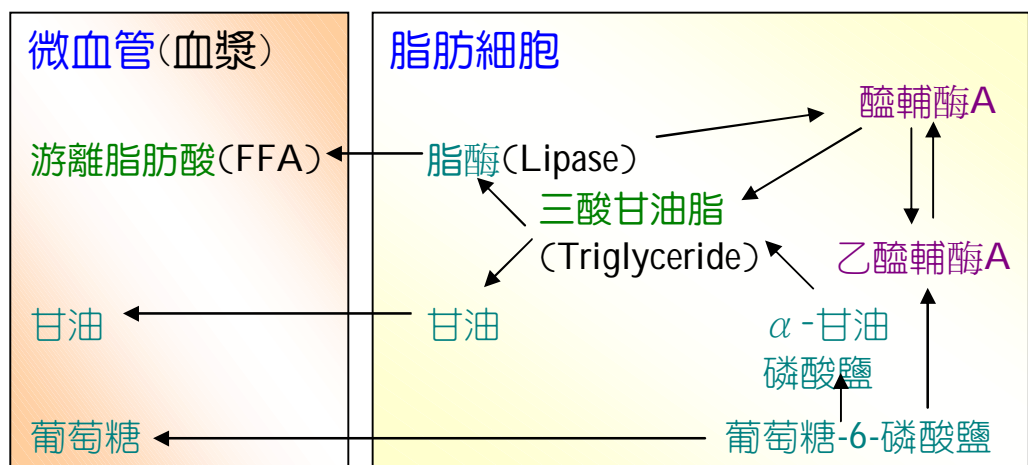 微血管(血漿)
游離脂肪酸(FFA)
甘油
葡萄糖
脂肪細胞
醯輔酶A
脂酶(Lipase)
三酸甘油脂
(Triglyceride)
乙醯輔酶A
甘油
α-甘油
磷酸鹽
葡萄糖-6-磷酸鹽